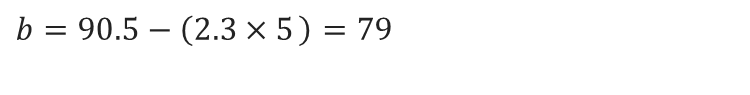 b = 90.5 − (2.3 × 5 ) = 79